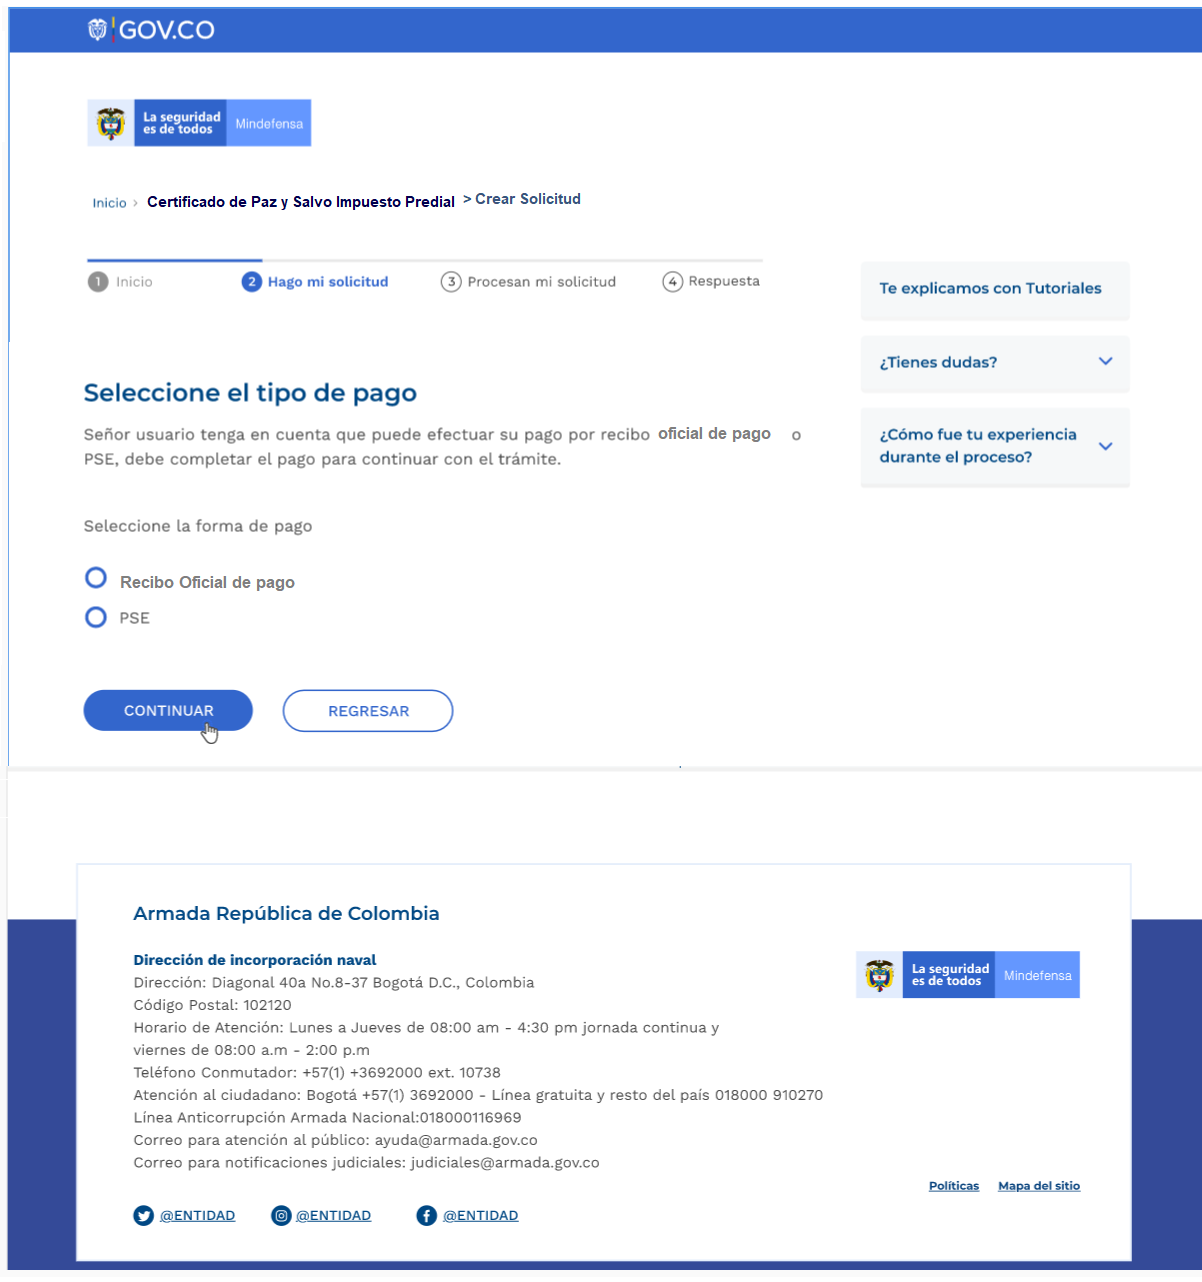 GOV.CO
La seguridad
es de todos
Mindefensa
Inicio > Certificado de Paz y Salvo Impuesto Predial > Crear Solicitud
1 Inicio
2 Hago mi solicitud
3 Procesan mi solicitud
4 Respuesta
Te explicamos con Tutoriales
¿Tienes dudas?
¿Cómo fue tu experiencia
durante el proceso?
Seleccione el tipo de pago
Señor usuario tenga en cuenta que puede efectuar su pago por recibo oficial de pago o
PSE, debe completar el pago para continuar con el trámite.
Seleccione la forma de pago
Recibo Oficial de pago
PSE
CONTINUAR
REGRESAR
Armada República de Colombia
Dirección de incorporación naval
Dirección: Diagonal 40a No.8-37 Bogotá D.C., Colombia
Código Postal: 102120
Horario de Atención: Lunes a Jueves de 08:00 am - 4:30 pm jornada continua y
viernes de 08:00 a.m - 2:00 p.m
Teléfono Conmutador: +57(1) +3692000 ext. 10738
Atención al ciudadano: Bogotá +57(1) 3692000 - Línea gratuita y resto del país 018000 910270
Línea Anticorrupción Armada Nacional:018000116969
Correo para atención al público: ayuda@armada.gov.co
Correo para notificaciones judiciales: judiciales@armada.gov.co
La seguridad
es de todos
Mindefensa
Políticas
Mapa del sitio
@ENTIDAD
@ENTIDAD
@ENTIDAD